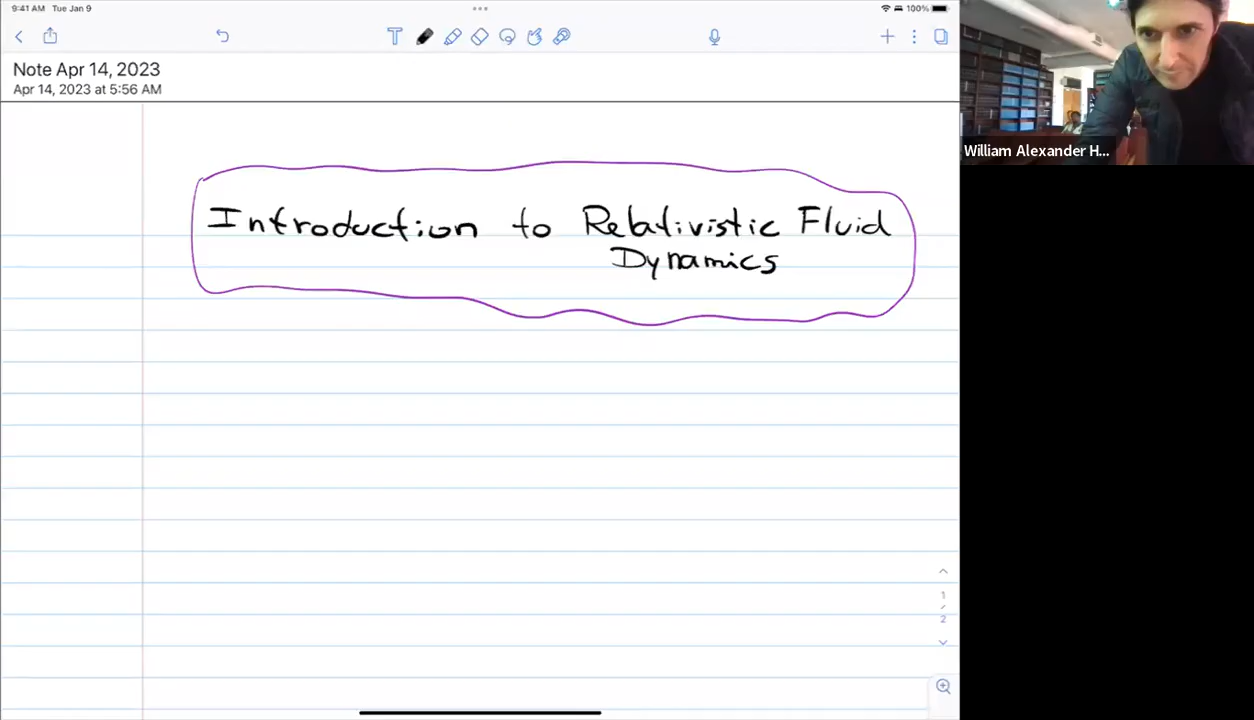 9:41 AM Tue Jan 9
100%
Note Apr 14, 2023
Apr 14, 2023 at 5:56 AM
William Alexander H...
Introduction to Relativistic Fluid
Dynamics
1
/
2